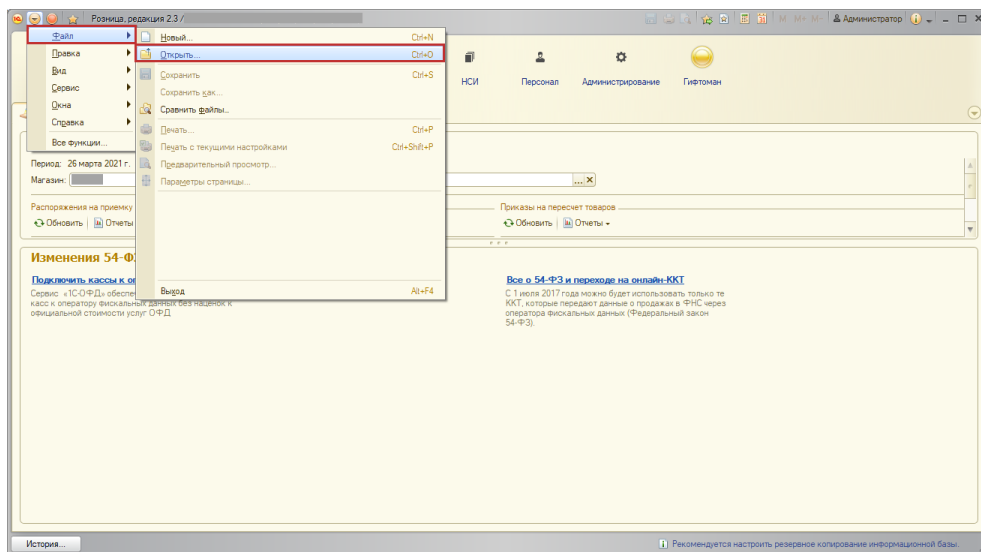 Розница, редакция 2.3 /
M M+ M- Администратор
Файл
Правка
Вид
Сервис
Окна
Справка
Все функции...
Новый... Ctrl+N
Открыть... Ctrl+O
Сохранить Ctrl+S
Сохранить как...
Сравнить файлы...
Печать... Ctrl+P
Печать с текущими настройками Ctrl+Shift+P
Предварительный просмотр...
Параметры страницы...
Выход Alt+F4
НСИ Персонал Администрирование Гифтоман
Период: 26 марта 2021 г.
Магазин:
Распоряжения на приемку
Обновить Отчеты
Приказы на пересчет товаров
Обновить Отчеты
Изменения 54-Ф
Подключить кассы к о
Сервис «1С-ОФД» обеспе
касс к оператору фискальных данных без наценок к
официальной стоимости услуг ОФД
Все о 54-ФЗ и переходе на онлайн-ККТ
С 1 июля 2017 года можно будет использовать только те
ККТ, которые передают данные о продажах в ФНС через
оператора фискальных данных (Федеральный закон
54-ФЗ).
История...
Рекомендуется настроить резервное копирование информационной базы.